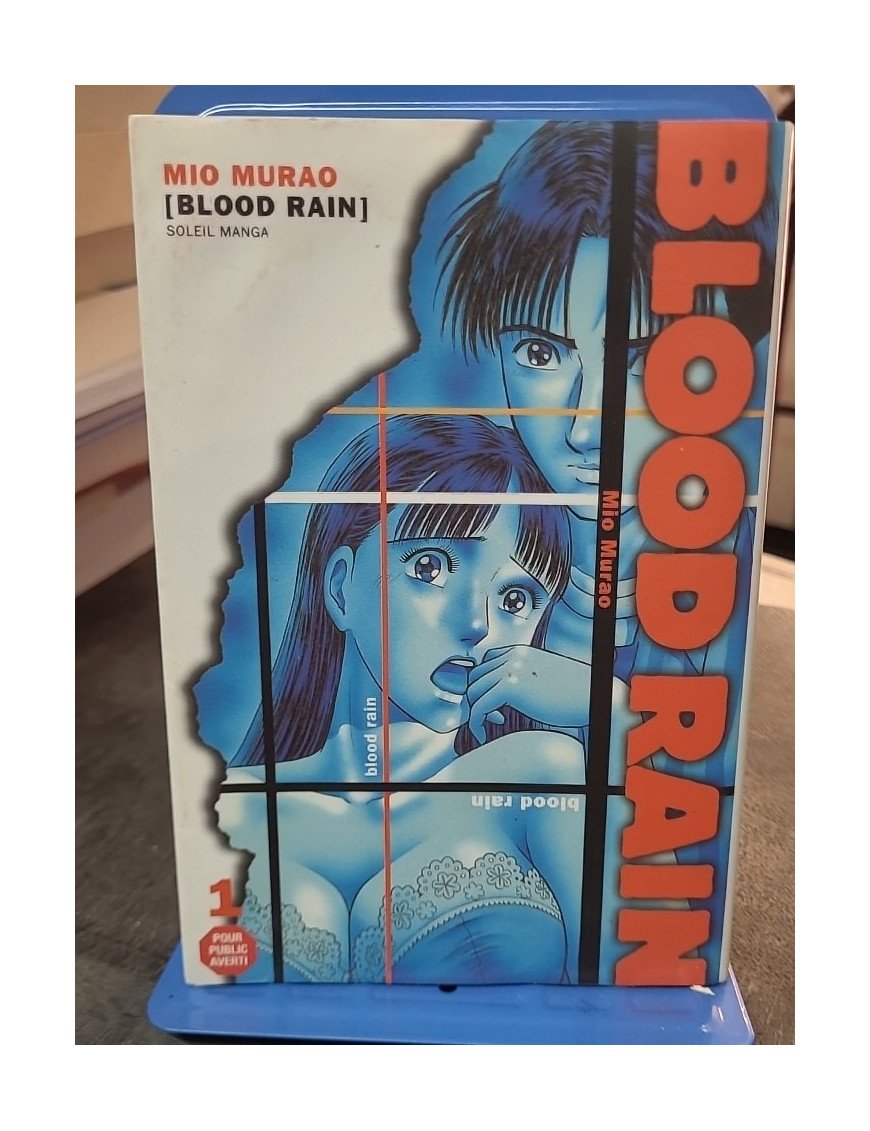 MIO MURAO
[BLOOD RAIN]
SOLEIL MANGA
BLOOD RAIN
Mio Murao
blood rain
blood rain
1
POUR
PUBLIC
AVERTI